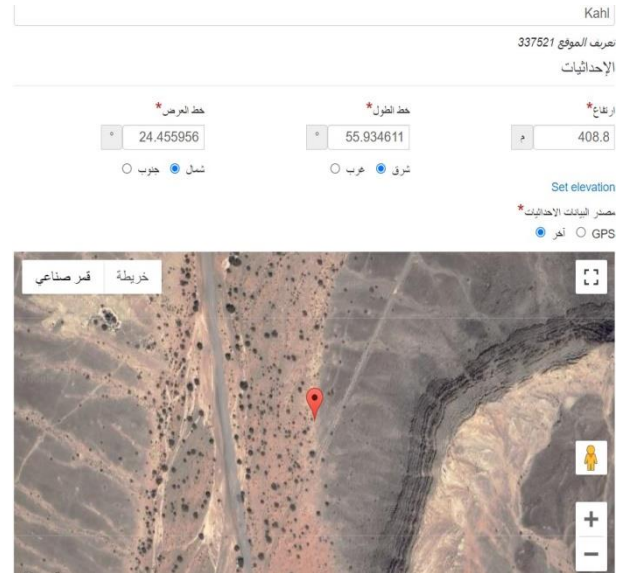 Kahl
تعريف الموقع 337521
الإحداثيات
ارتفاع*
خط الطول*
خط العرض*
408.8 م
55.934611 °
24.455956 °
شرق غرب
شمال جنوب
Set elevation
مصدر البيانات الاحداثيات*
GPS آخر
خريطة قمر صناعي